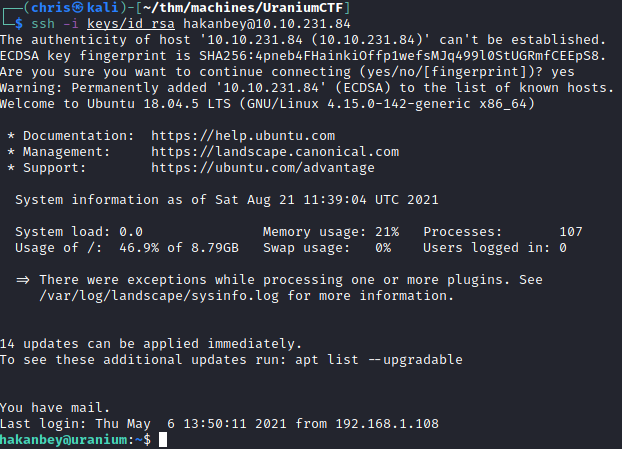 ┌──(chris㉿kali)-[~/thm/machines/UraniumCTF]
└─$ ssh -i keys/id_rsa hakanbey@10.10.231.84
The authenticity of host '10.10.231.84 (10.10.231.84)' can't be established.
ECDSA key fingerprint is SHA256:4pneb4FHainkiOffp1wefsMJq499l0StUGRmfCEEpS8.
Are you sure you want to continue connecting (yes/no/[fingerprint])? yes
Warning: Permanently added '10.10.231.84' (ECDSA) to the list of known hosts.
Welcome to Ubuntu 18.04.5 LTS (GNU/Linux 4.15.0-142-generic x86_64)
* Documentation:  https://help.ubuntu.com
* Management:     https://landscape.canonical.com
* Support:        https://ubuntu.com/advantage
System information as of Sat Aug 21 11:39:04 UTC 2021
System load: 0.0               Memory usage: 21%   Processes:       107
Usage of /:  46.9% of 8.79GB   Swap usage:   0%    Users logged in: 0
=> There were exceptions while processing one or more plugins. See
/var/log/landscape/sysinfo.log for more information.
14 updates can be applied immediately.
To see these additional updates run: apt list --upgradable
You have mail.
Last login: Thu May  6 13:50:11 2021 from 192.168.1.108
hakanbey@uranium:~$